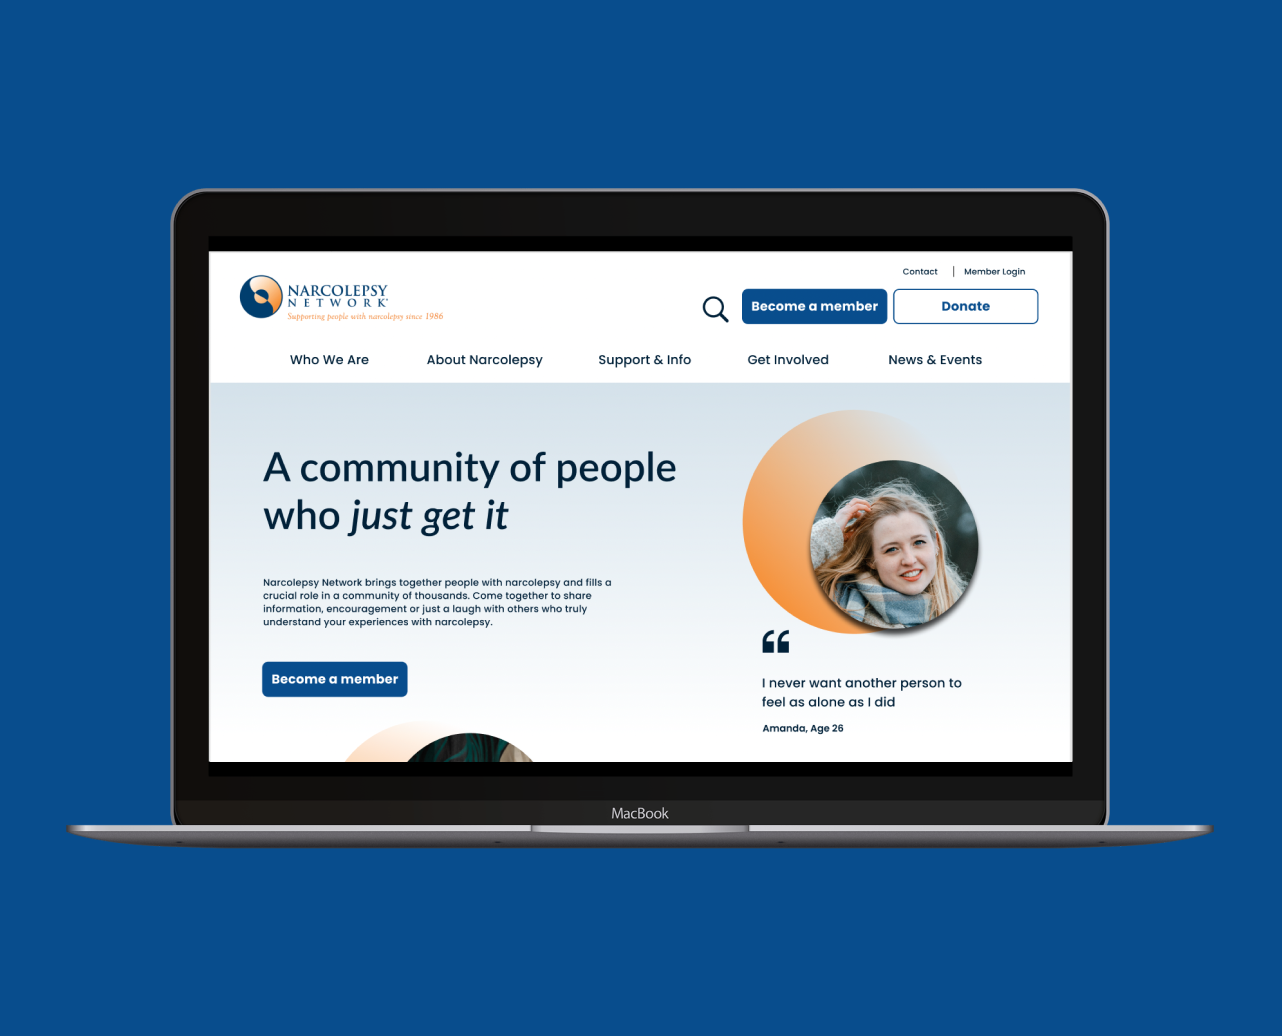 NARCOLEPSY
NETWORK®
Supporting people with narcolepsy since 1986
Contact | Member Login
Become a member
Donate
Who We Are
About Narcolepsy
Support & Info
Get Involved
News & Events
A community of people
who just get it
Narcolepsy Network brings together people with narcolepsy and fills a
crucial role in a community of thousands. Come together to share
information, encouragement or just a laugh with others who truly
understand your experiences with narcolepsy.
Become a member
“
I never want another person to
feel as alone as I did
Amanda, Age 26
MacBook